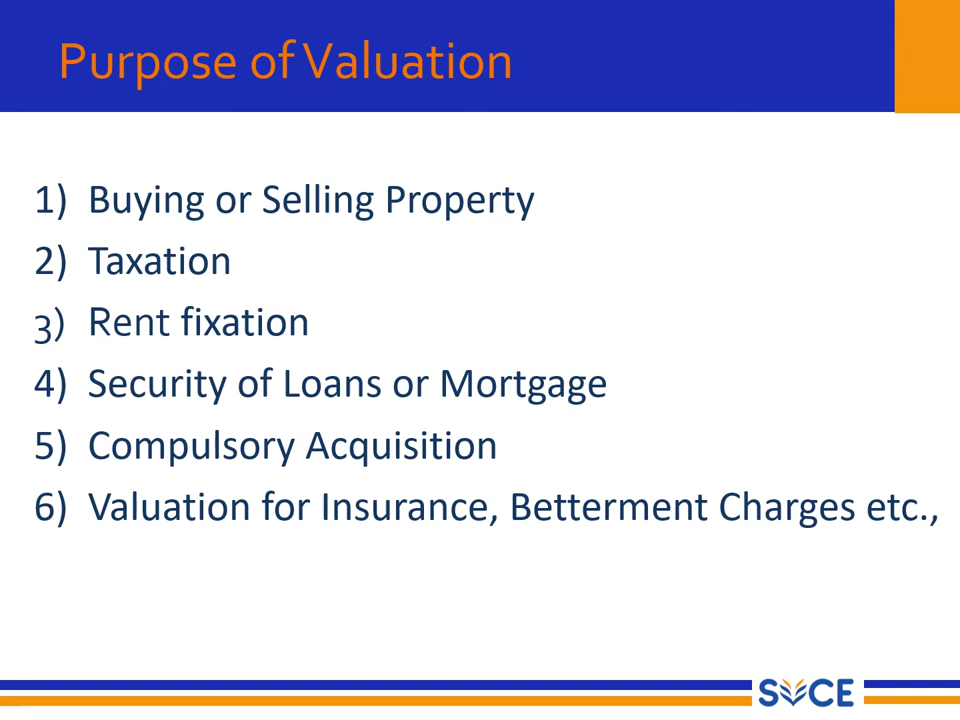 Purpose of Valuation
1) Buying or Selling Property
2) Taxation
3) Rent fixation
4) Security of Loans or Mortgage
5) Compulsory Acquisition
6) Valuation for Insurance, Betterment Charges etc.,
SVCE